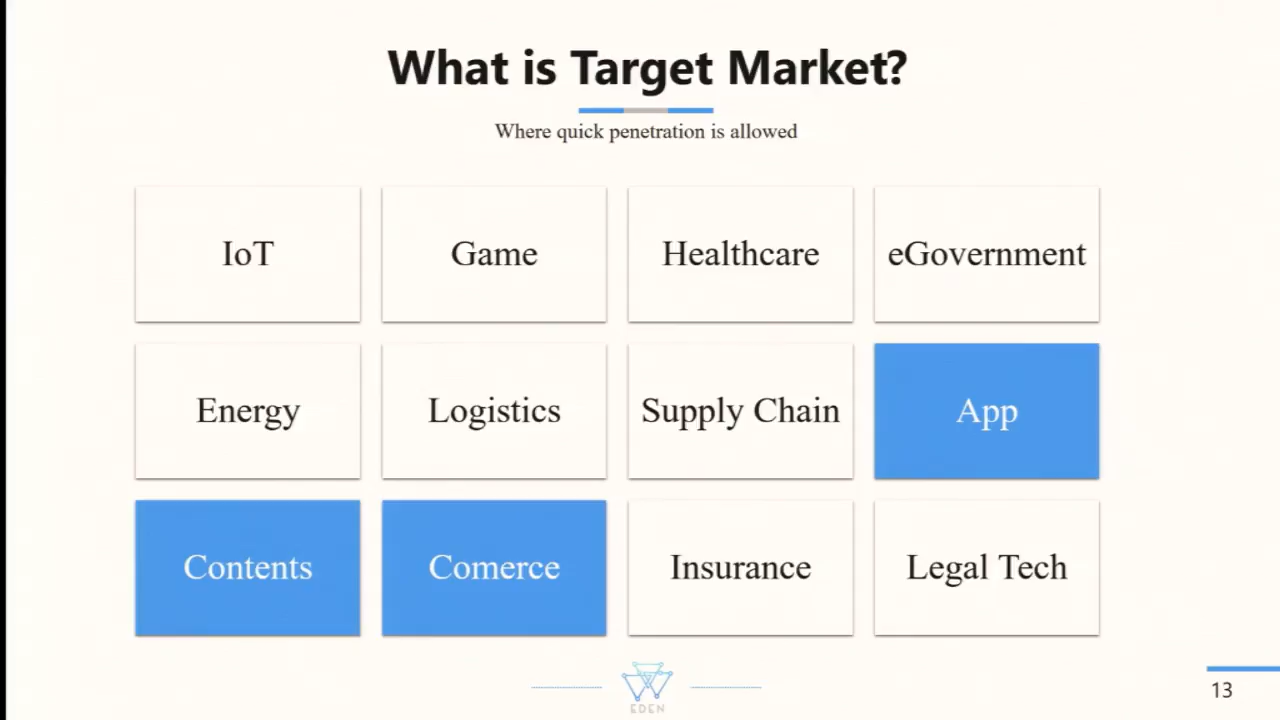 What is Target Market?
Where quick penetration is allowed
IoT
Game
Healthcare
eGovernment
Energy
Logistics
Supply Chain
App
Contents
Comerce
Insurance
Legal Tech
EDEN
13